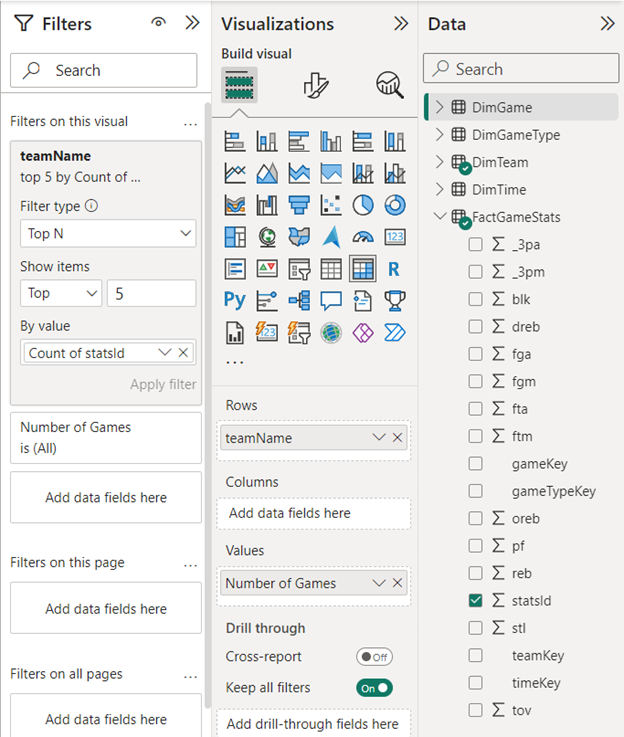 Filters
Search
Filters on this visual
...
teamName
top 5 by Count of ...
Filter type
Top N
Show items
Top
5
By value
Count of statsId
Apply filter
Number of Games
is (All)
Add data fields here
Filters on this page
...
Add data fields here
Filters on all pages
...
Add data fields here
Visualizations
Build visual
123
R
Py
123
...
Rows
teamName
Columns
Add data fields here
Values
Number of Games
Drill through
Cross-report
Off
Keep all filters
On
Add drill-through fields here
Data
Search
DimGame
DimGameType
DimTeam
DimTime
FactGameStats
_3pa
_3pm
blk
dreb
fga
fgm
fta
ftm
gameKey
gameTypeKey
oreb
pf
reb
statsId
stl
teamKey
timeKey
tov